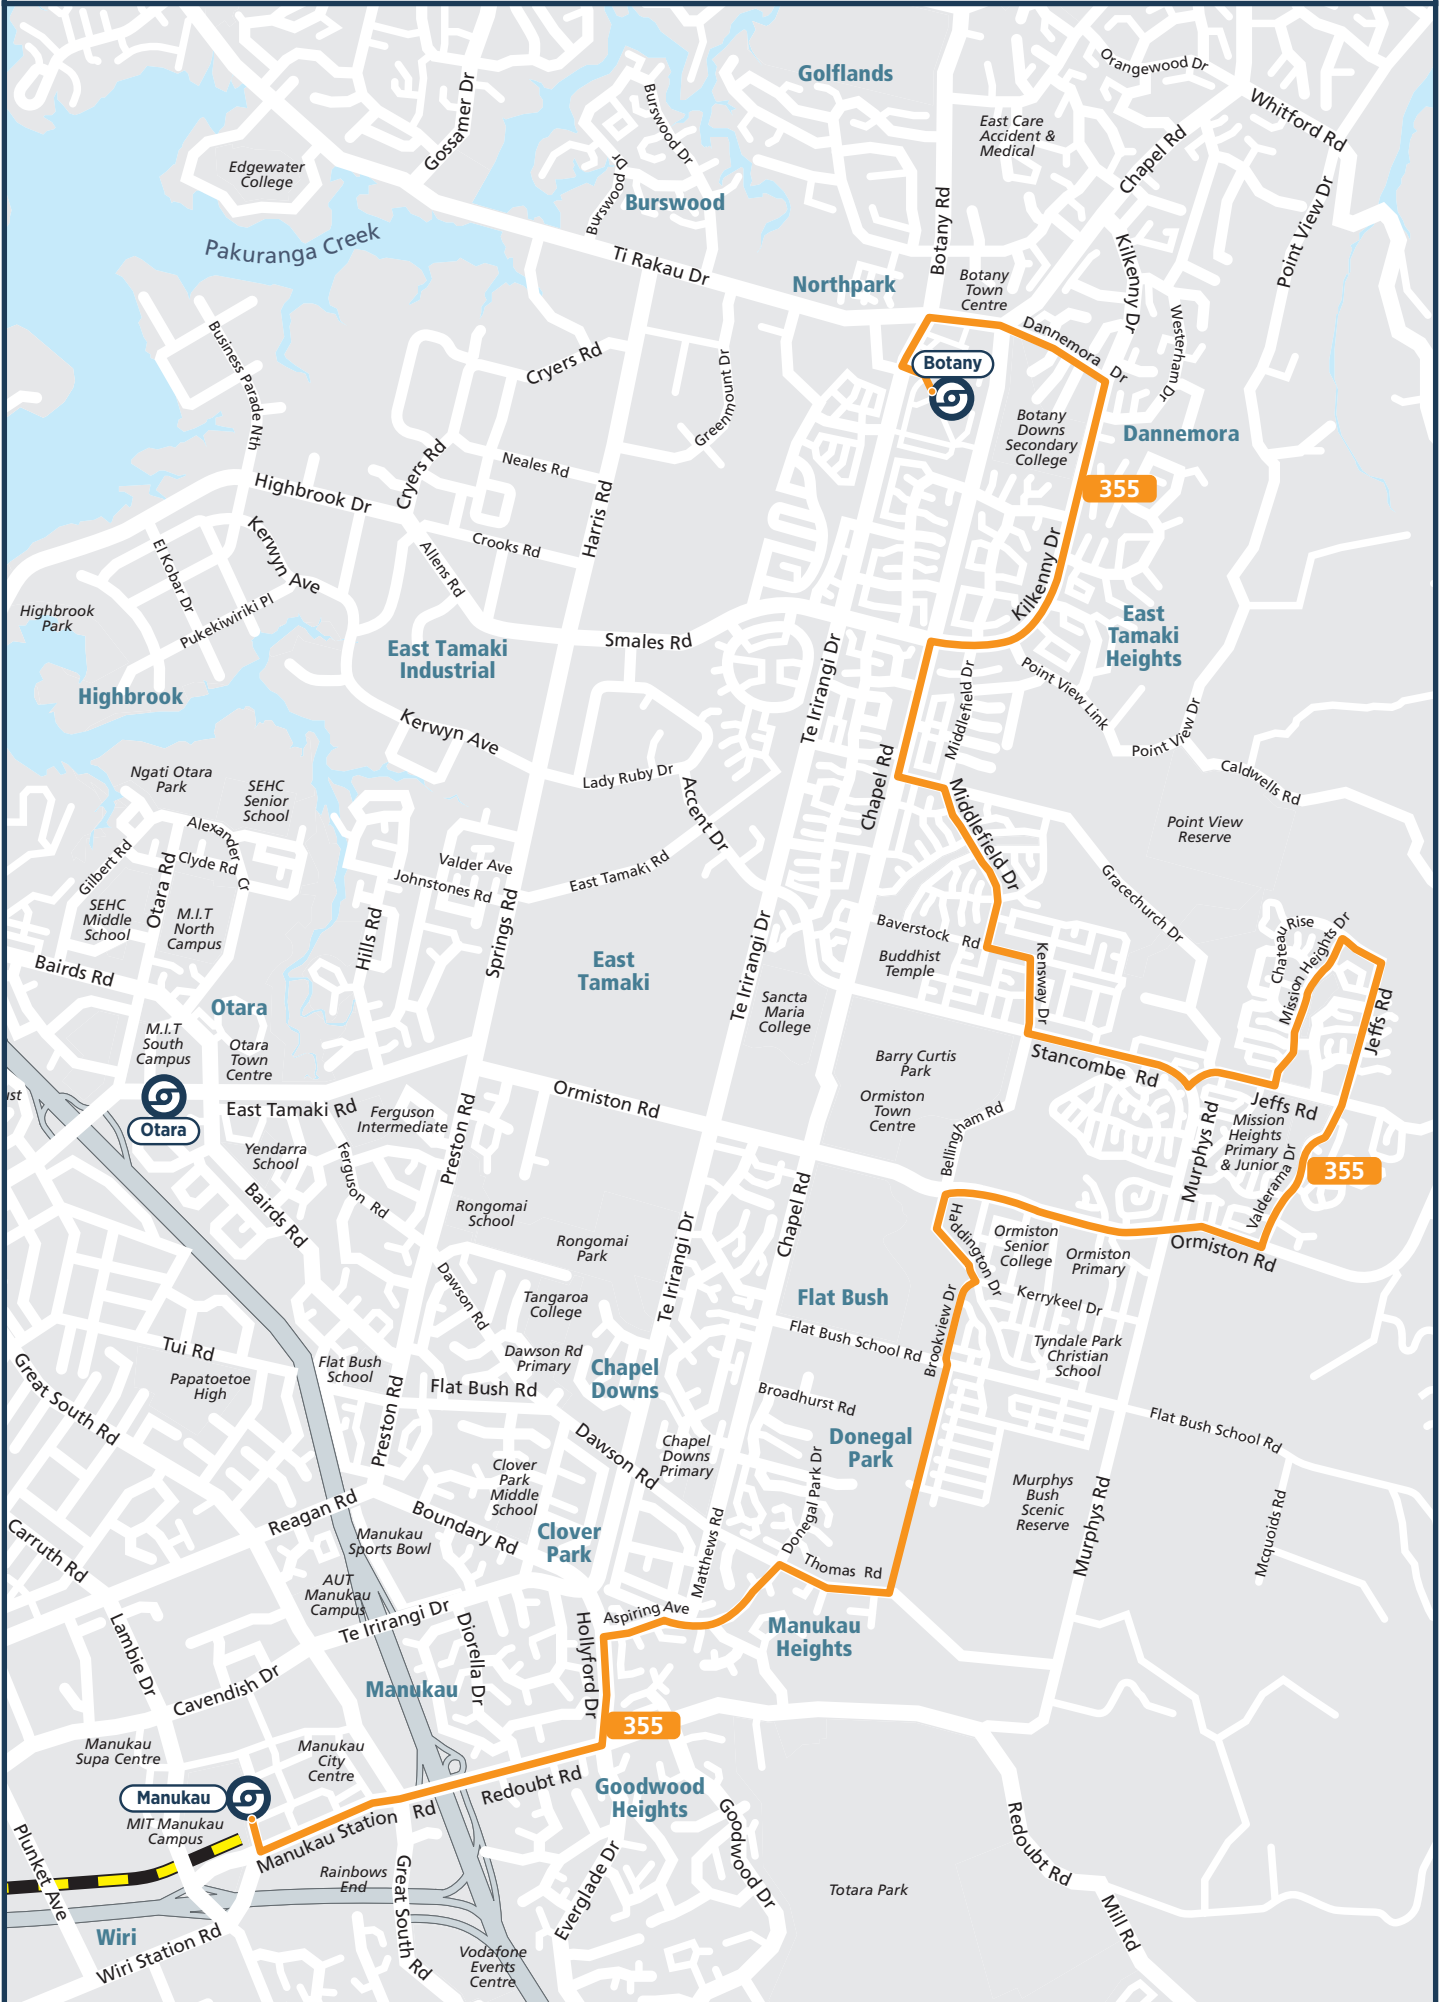 Golflands
Orangewood Dr
Whitford Rd
Gossamer Dr
Burswood Dr
East Care
Accident &
Medical
Chapel Rd
Edgewater
College
Burswood Dr
Burswood
Point View Dr
Pakuranga Creek
Botany Rd
Kilkenny Dr
Ti Rakau Dr
Northpark
Botany
Town
Centre
Westerham Dr
Business Parade Nth
Dannemora Dr
Cryers Rd
Greenmount Dr
Botany
Botany
Downs
Secondary
College
Dannemora
Cryers Rd
Neales Rd
355
Highbrook Dr
Harris Rd
Kerwyn Ave
Crooks Rd
El Kobar Dr
Allens Rd
Kilkenny Dr
Highbrook
Park
Pukekiwiriki Pl
East Tamaki
Industrial
Smales Rd
East
Tamaki
Heights
Te Irirangi Dr
Highbrook
Middlefield Dr
Point View Link
Kerwyn Ave
Point View Dr
Ngati Otara
Park
SEHC
Senior
School
Lady Ruby Dr
Chapel Rd
Caldwells Rd
Accent Dr
Middlefield Dr
Point View
Reserve
Alexander Cr
Gilbert Rd
Clyde Rd
Otara Rd
Valder Ave
Johnstones Rd
East Tamaki Rd
Gracechurch Dr
SEHC
Middle
School
M.I.T
North
Campus
Hills Rd
Springs Rd
Te Irirangi Dr
Baverstock Rd
Chateau Rise
Mission Heights Dr
Bairds Rd
East
Tamaki
Buddhist
Temple
Kensway Dr
Otara
Sancta
Maria
College
Jeffs Rd
M.I.T
South
Campus
Otara
Town
Centre
Barry Curtis
Park
Stancombe Rd
ust
Otara
East Tamaki Rd
Ferguson
Intermediate
Ormiston Rd
Ormiston
Town
Centre
Jeffs Rd
Bellingham Rd
Murphys Rd
Mission
Heights
Primary
& Junior
Yendarra
School
Ferguson Rd
Preston Rd
355
Valderama Dr
Bairds Rd
Rongomai
School
Chapel Rd
Haddington Dr
Ormiston
Senior
College
Ormiston
Primary
Ormiston Rd
Rongomai
Park
Te Irirangi Dr
Dawson Rd
Tangaroa
College
Flat Bush
Kerrykeel Dr
Brookview Dr
Flat Bush School Rd
Tui Rd
Great South Rd
Flat Bush
School
Dawson Rd
Primary
Chapel
Downs
Tyndale Park
Christian
School
Papatoetoe
High
Flat Bush Rd
Preston Rd
Broadhurst Rd
Flat Bush School Rd
Donegal
Park
Dawson Rd
Chapel
Downs
Primary
Clover
Park
Middle
School
Donegal Park Dr
Murphys
Bush
Scenic
Reserve
Murphys Rd
Mcquoids Rd
Reagan Rd
Boundary Rd
Matthews Rd
Carruth Rd
Manukau
Sports Bowl
Clover
Park
Thomas Rd
AUT
Manukau
Campus
Te Irirangi Dr
Aspiring Ave
Manukau
Heights
Lambie Dr
Diorella Dr
Hollyford Dr
Cavendish Dr
Manukau
355
Manukau
Supa Centre
Manukau
City
Centre
Redoubt Rd
Goodwood
Heights
Manukau
MIT Manukau
Campus
Manukau Station Rd
Goodwood Dr
Redoubt Rd
Plunket Ave
Rainbows
End
Great South Rd
Everglade Dr
Totara Park
Mill Rd
Wiri
Wiri Station Rd
Vodafone
Events
Centre